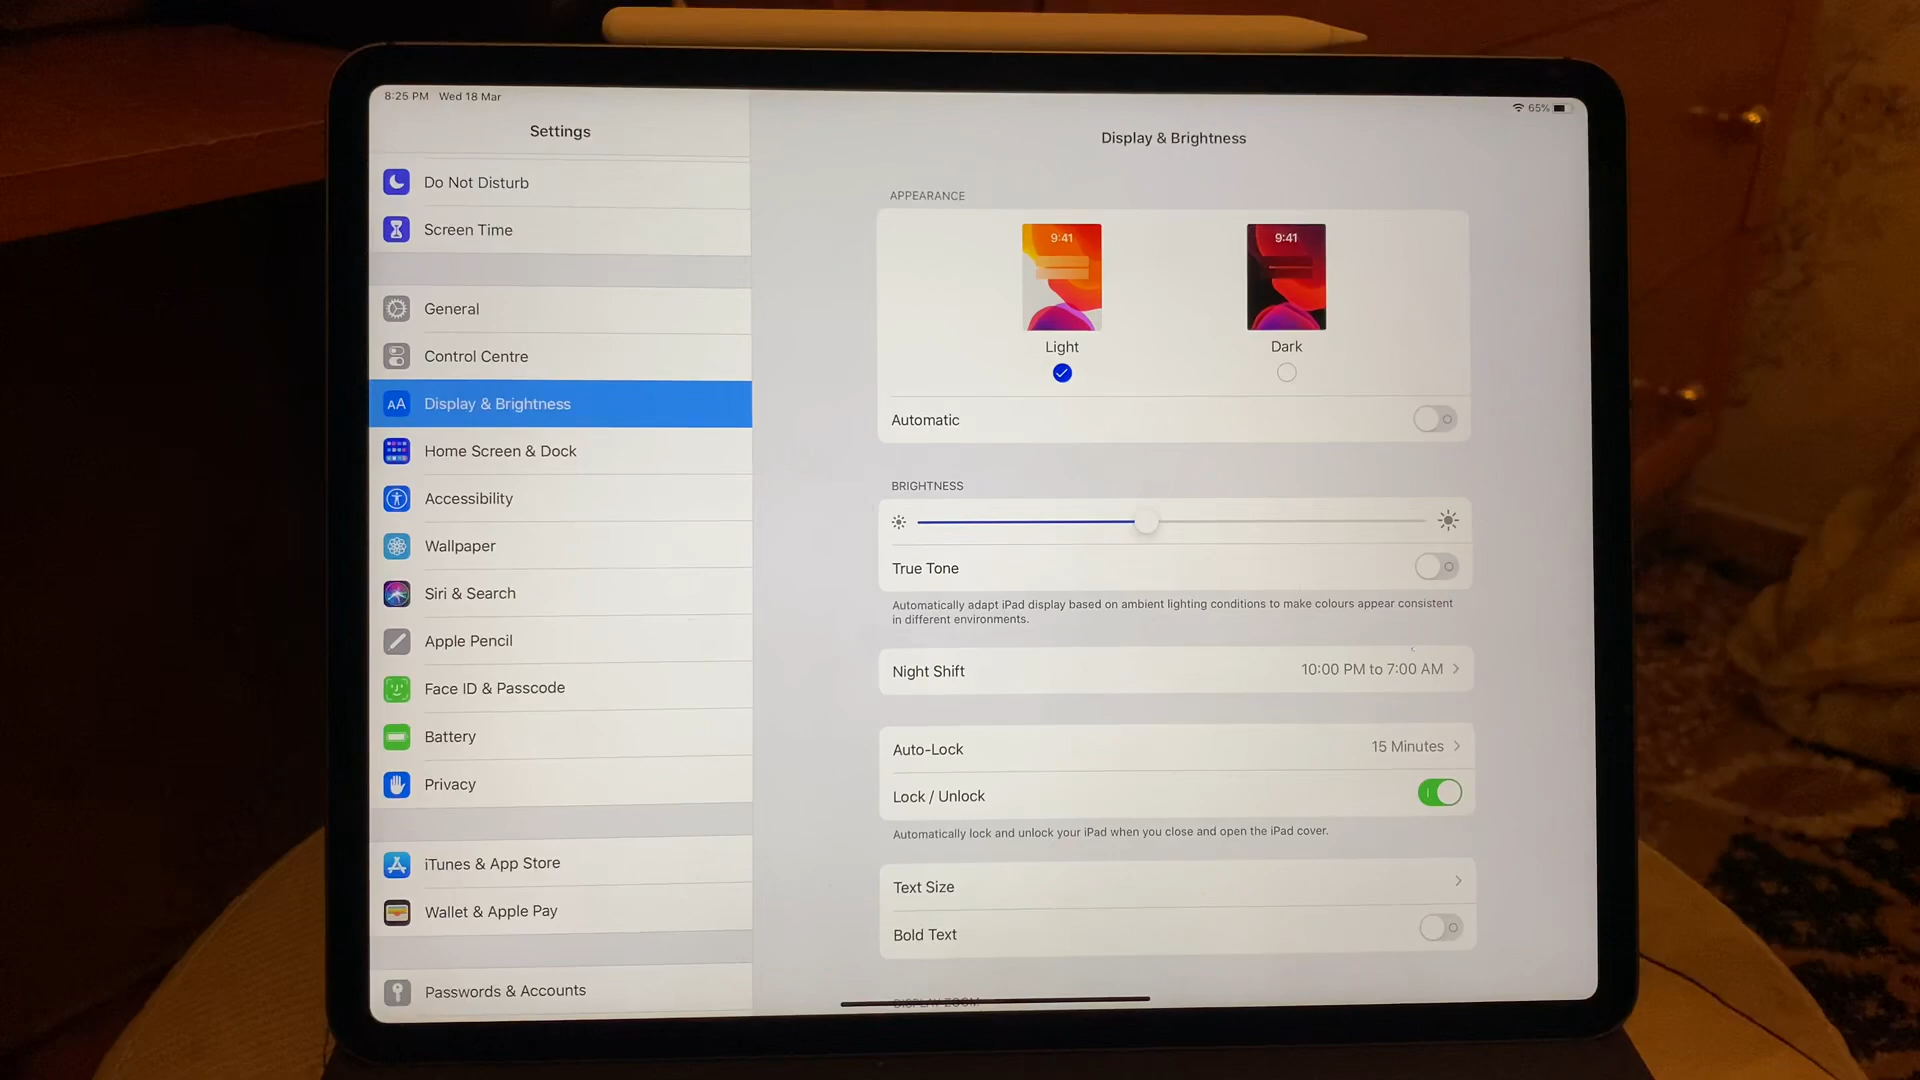 8:25 PM Wed 18 Mar
65%
Settings
Do Not Disturb
Screen Time
General
Control Centre
AA Display & Brightness
Home Screen & Dock
Accessibility
Wallpaper
Siri & Search
Apple Pencil
Face ID & Passcode
Battery
Privacy
iTunes & App Store
Wallet & Apple Pay
Passwords & Accounts
Display & Brightness
APPEARANCE
9:41 9:41
Light Dark
Automatic
BRIGHTNESS
True Tone
Automatically adapt iPad display based on ambient lighting conditions to make colours appear consistent
in different environments.
Night Shift 10:00 PM to 7:00 AM
Auto-Lock 15 Minutes
Lock / Unlock
Automatically lock and unlock your iPad when you close and open the iPad cover.
Text Size
Bold Text
DISPLAY ZOOM